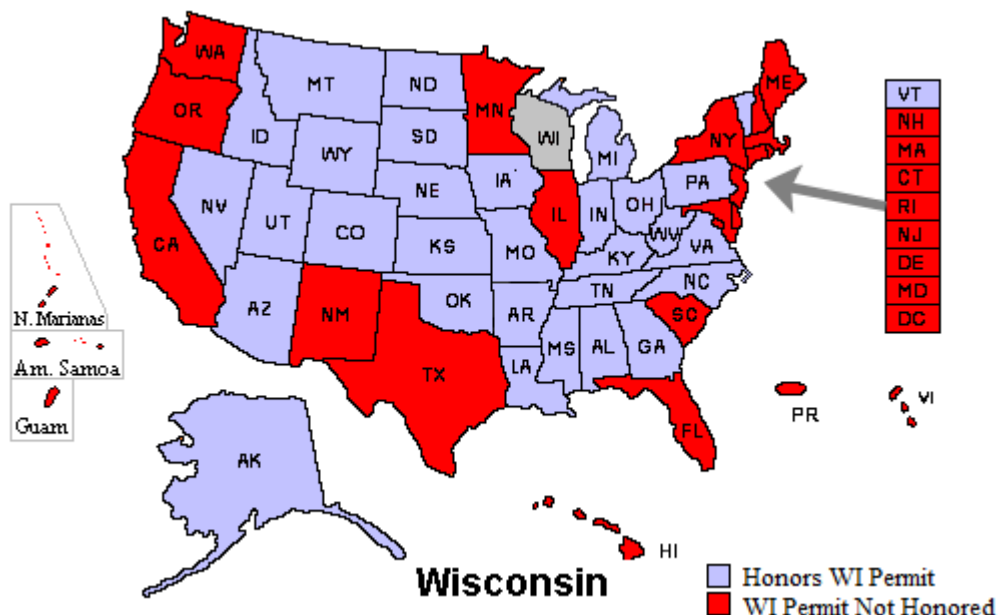 WA
MT
ND
MN
ME
VT
OR
ID
SD
WI
NY
NH
WY
MI
MA
NE
IA
PA
CT
NV
UT
CO
IL
IN
OH
RI
CA
KS
MO
WV
VA
NJ
KY
DE
AZ
NM
OK
AR
TN
NC
MD
SC
DC
N. Marianas
MS
AL
GA
LA
Am. Samoa
TX
PR
VI
Guam
FL
AK
HI
Wisconsin
Honors WI Permit
WI Permit Not Honored